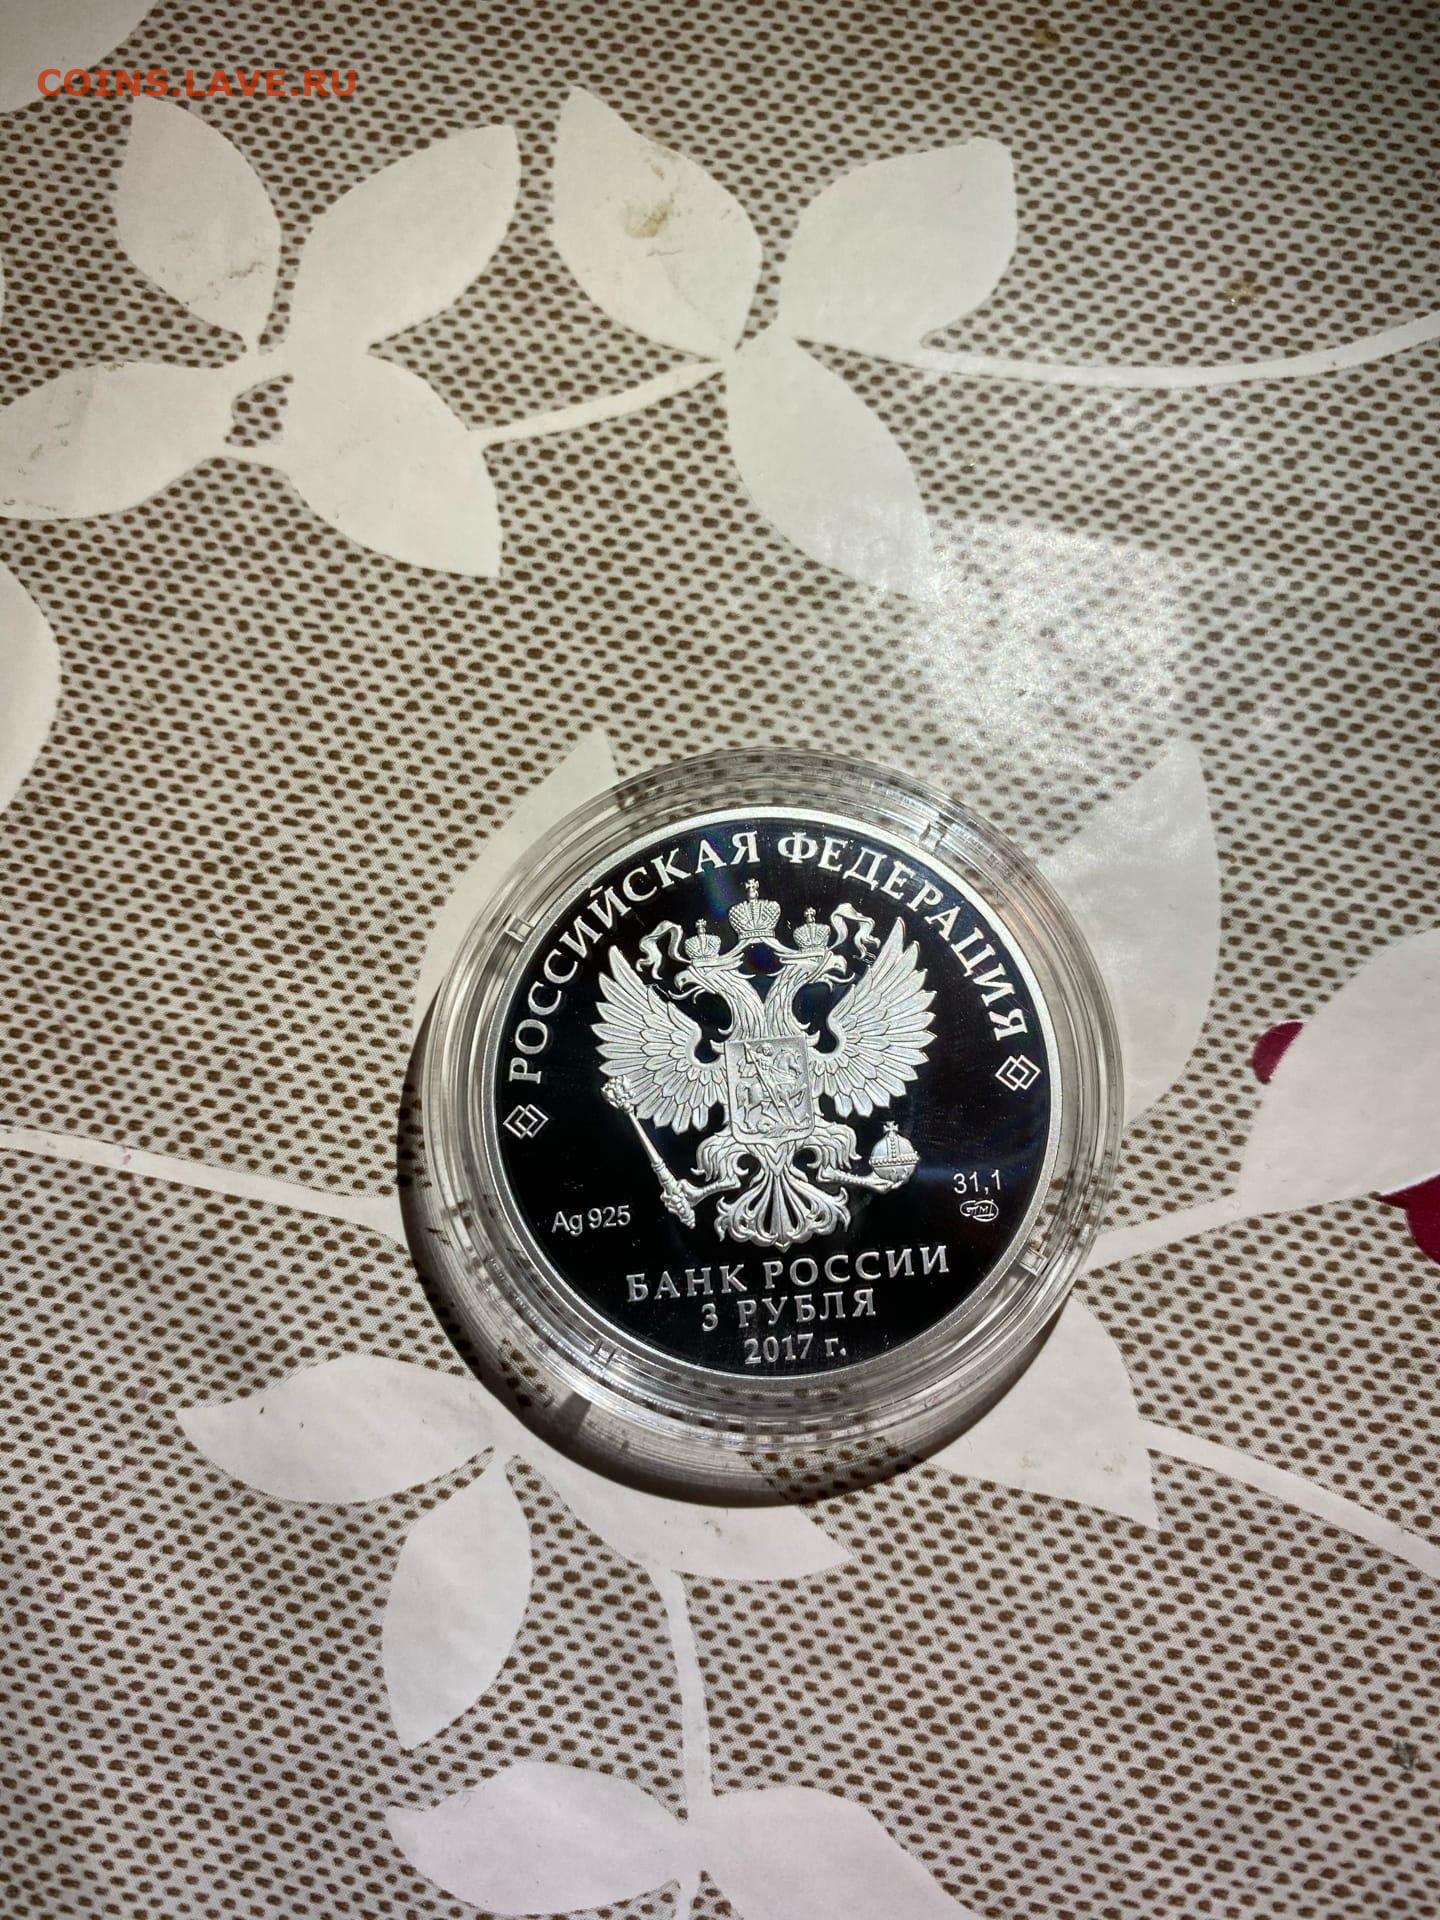 COINS.LAVE.RU
РОССИЙСКАЯ ФЕДЕРАЦИЯ
Ag 925
31,1
БАНК РОССИИ
3 РУБЛЯ
2017 г.